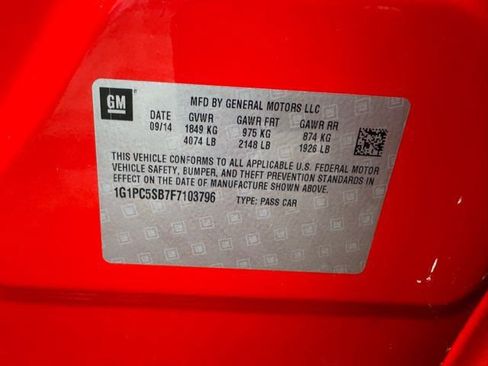 GM
MFD BY GENERAL MOTORS LLC
DATE GVWR GAWR FRT GAWR RR
09/14 1849 KG 975 KG 874 KG
4074 LB 2148 LB 1926 LB
THIS VEHICLE CONFORMS TO ALL APPLICABLE U.S. FEDERAL MOTOR
VEHICLE SAFETY, BUMPER, AND THEFT PREVENTION STANDARDS IN
EFFECT ON THE DATE OF MANUFACTURE SHOWN ABOVE.
1G1PC5SB7F7103796 TYPE: PASS CAR